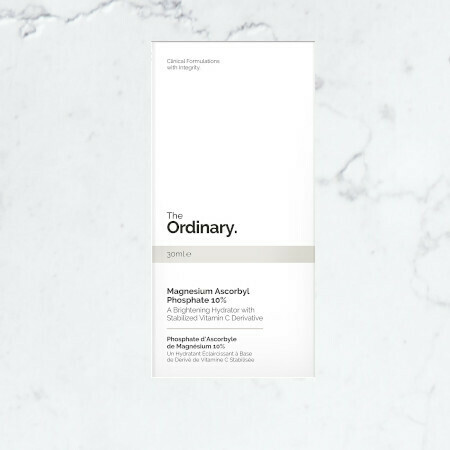 Clinical Formulations
with Integrity.
The
Ordinary.
30ml ℮
Magnesium Ascorbyl
Phosphate 10%
A Brightening Hydrator with
Stabilized Vitamin C Derivative
Phosphate d'Ascorbyle
de Magnésium 10%
Un Hydratant Éclaircissant à Base
de Dérivé de Vitamine C Stabilisée